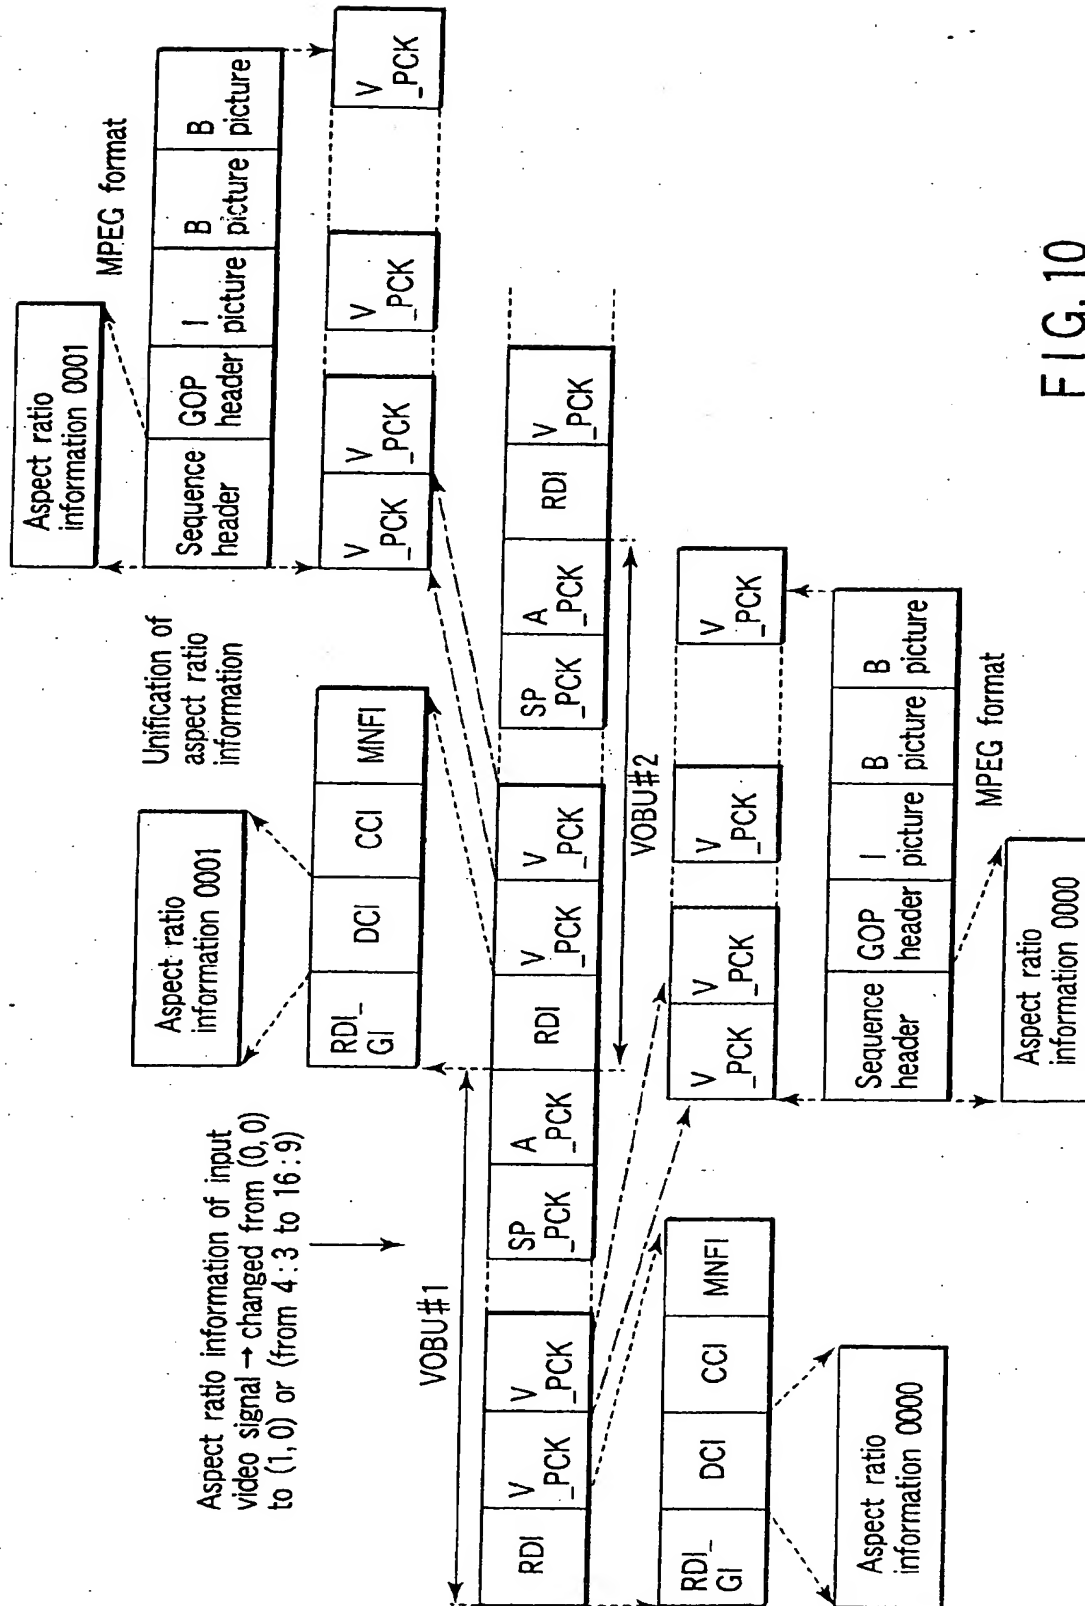 Aspect ratio
information 0001
MPEG format
Sequence
header
GOP
header
I
picture
B
picture
B
picture
V
_PCK
V
_PCK
V
_PCK
V
_PCK
Unification of
aspect ratio
information
Aspect ratio
information 0001
RDI_
GI
DCI
CCI
MNFI
Aspect ratio information of input
video signal → changed from (0, 0)
to (1, 0) or (from 4 : 3 to 16 : 9)
VOBU#1
RDI
V
_PCK
V
_PCK
SP
_PCK
A
_PCK
RDI
V
_PCK
V
_PCK
SP
_PCK
A
_PCK
RDI
V
_PCK
VOBU#2
RDI_
GI
DCI
CCI
MNFI
Aspect ratio
information 0000
V
_PCK
V
_PCK
V
_PCK
V
_PCK
Sequence
header
GOP
header
I
picture
B
picture
B
picture
MPEG format
Aspect ratio
information 0000
FIG. 10